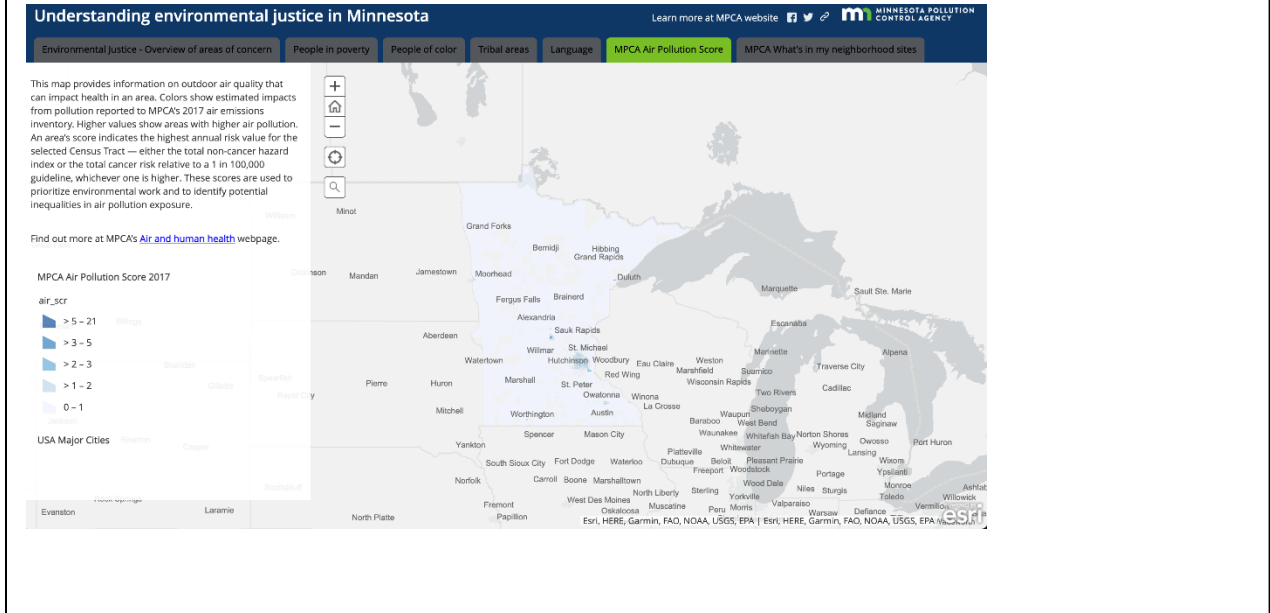 Understanding environmental justice in Minnesota
Learn more at MPCA website
MINNESOTA POLLUTION
CONTROL AGENCY
Environmental Justice - Overview of areas of concern
People in poverty
People of color
Tribal areas
Language
MPCA Air Pollution Score
MPCA What's in my neighborhood sites
This map provides information on outdoor air quality that
can impact health in an area. Colors show estimated impacts
from pollution reported to MPCA's 2017 air emissions
inventory. Higher values show areas with higher air pollution.
An area's score indicates the highest annual risk value for the
selected Census Tract — either the total non-cancer hazard
index or the total cancer risk relative to a 1 in 100,000
guideline, whichever one is higher. These scores are used to
prioritize environmental work and to identify potential
inequalities in air pollution exposure.
Find out more at MPCA's Air and human health webpage.
MPCA Air Pollution Score 2017
air_scr
> 5 – 21
> 3 – 5
> 2 – 3
> 1 – 2
0 – 1
USA Major Cities
Williston
Minot
Grand Forks
Bemidji
Hibbing
Grand Rapids
Dickinson
Mandan
Jamestown
Moorhead
Duluth
Marquette
Sault Ste. Marie
Fergus Falls
Brainerd
Alexandria
Escanaba
Billings
Aberdeen
Sauk Rapids
Willmar
St. Michael
Marinette
Alpena
Watertown
Hutchinson
Woodbury
Eau Claire
Weston
Marshfield
Suamico
Traverse City
Sheridan
Red Wing
Wisconsin Rapids
Gillette
Spearfish
Pierre
Huron
Marshall
St. Peter
Cadillac
Rapid City
Owatonna
Winona
Two Rivers
Mitchell
Worthington
Austin
La Crosse
Waupun
Sheboygan
Midland
Saginaw
Jackson
Baraboo
West Bend
Spencer
Mason City
Waunakee
Whitefish Bay
Norton Shores
Owosso
Port Huron
Riverton
Casper
Yankton
Whitewater
Wyoming
Lansing
Platteville
South Sioux City
Fort Dodge
Waterloo
Dubuque
Beloit
Pleasant Prairie
Wixom
Freeport
Woodstock
Portage
Ypsilanti
Norfolk
Carroll
Boone
Marshalltown
Wood Dale
Niles
Sturgis
Monroe
Scottsbluff
North Liberty
Sterling
Yorkville
Toledo
Willowick
Rock Springs
West Des Moines
Muscatine
Valparaiso
Fremont
Oskaloosa
Peru
Morris
Warsaw
Defiance
Evanston
Laramie
North Platte
Papillion
Esri, HERE, Garmin, FAO, NOAA, USGS, EPA | Esri, HERE, Garmin, FAO, NOAA, USGS, EPA
esri